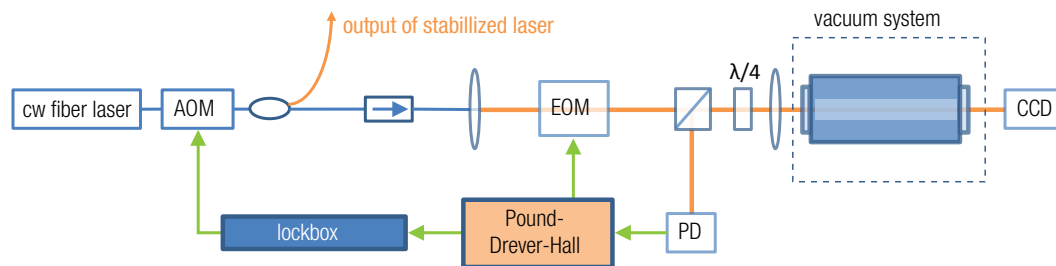 output of stabillized laser
vacuum system
cw fiber laser
AOM
EOM
λ/4
CCD
lockbox
Pound-
Drever-Hall
PD